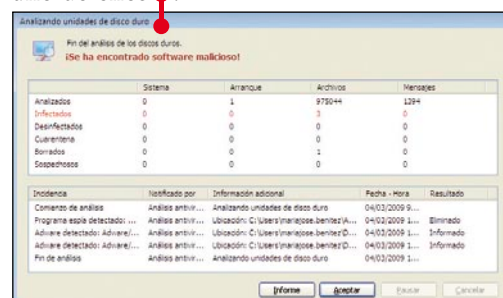 Analizando unidades de disco duro
Fin del análisis de los discos duros.
¡Se ha encontrado software malicioso!
Sistema Arranque Archivos Mensajes
Analizados 0 1 975044 1394
Infectados 0 0 3 0
Desinfectados 0 0 0 0
Cuarentena 0 0 0 0
Borrados 0 0 1 0
Sospechosos 0 0 0 0
Incidencia Notificado por Información adicional Fecha - Hora Resultado
Comienzo de análisis Análisis antivir... Analizando unidades de disco duro 04/03/2009 9...
Programa espía detectado: ... Análisis antivir... Ubicación: C:\Users\mariajose.benitez\A... 04/03/2009 1... Eliminado
Adware detectado: Adware/... Análisis antivir... Ubicación: C:\Users\mariajose.benitez\D... 04/03/2009 1... Informado
Adware detectado: Adware/... Análisis antivir... Ubicación: C:\Users\mariajose.benitez\D... 04/03/2009 1... Informado
Fin de análisis Análisis antivir... Analizando unidades de disco duro 04/03/2009 1...
Informe Aceptar Pausar Cancelar